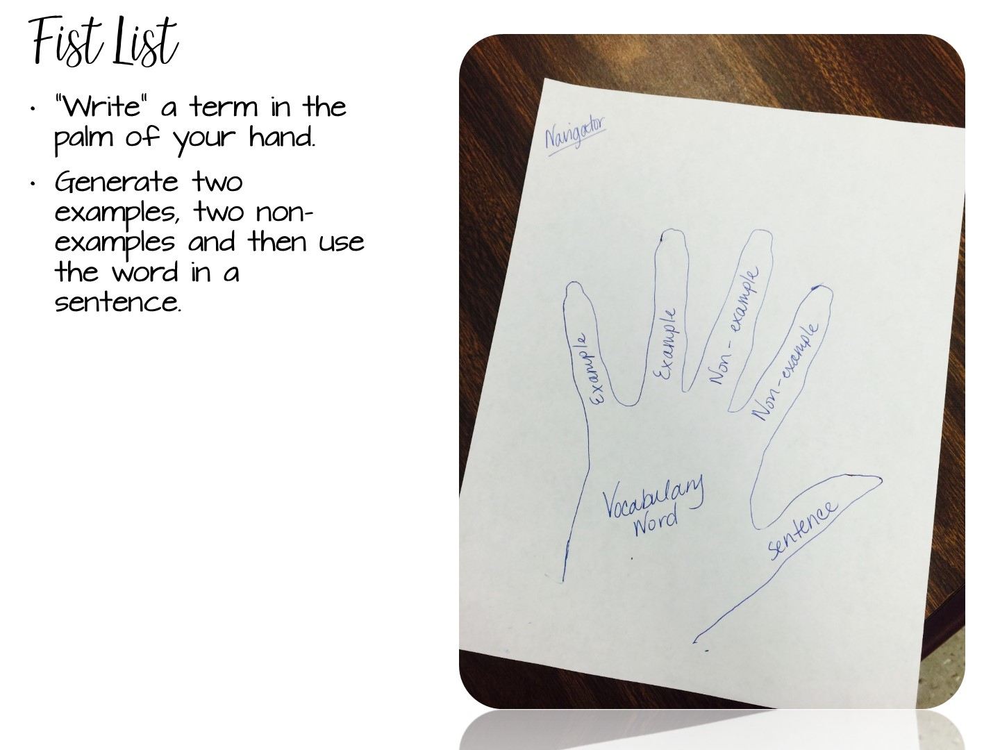 Fist List
• "Write" a term in the
palm of your hand.
• Generate two
examples, two non-
examples and then use
the word in a
sentence.
Navigator
Example
Example
Non-example
Non-example
Vocabulary
Word
Sentence